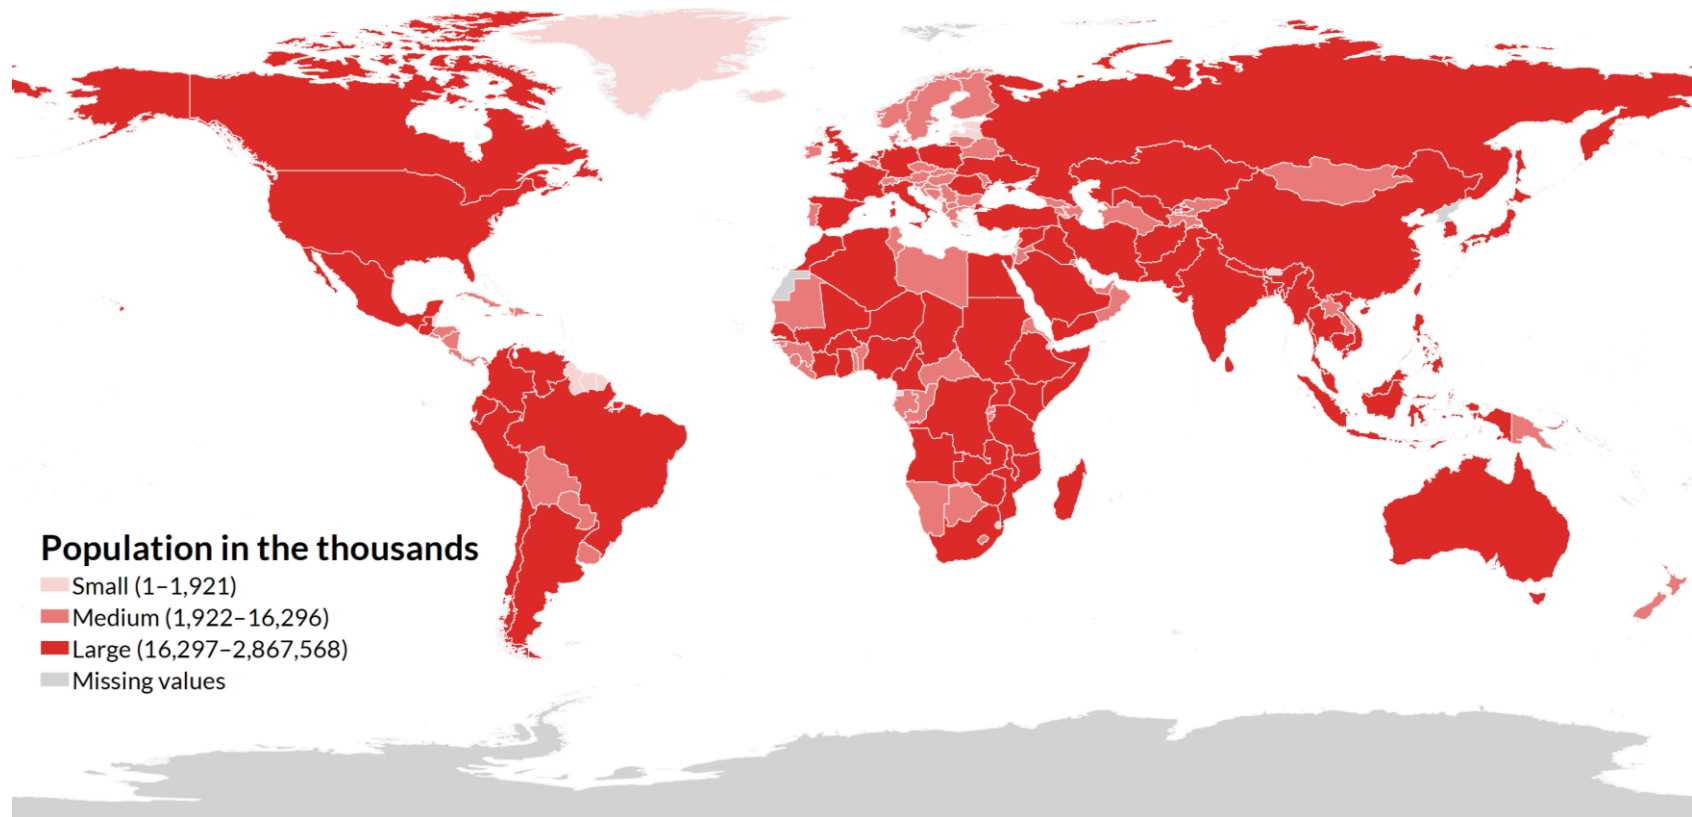 Population in the thousands
Small (1–1,921)
Medium (1,922–16,296)
Large (16,297–2,867,568)
Missing values